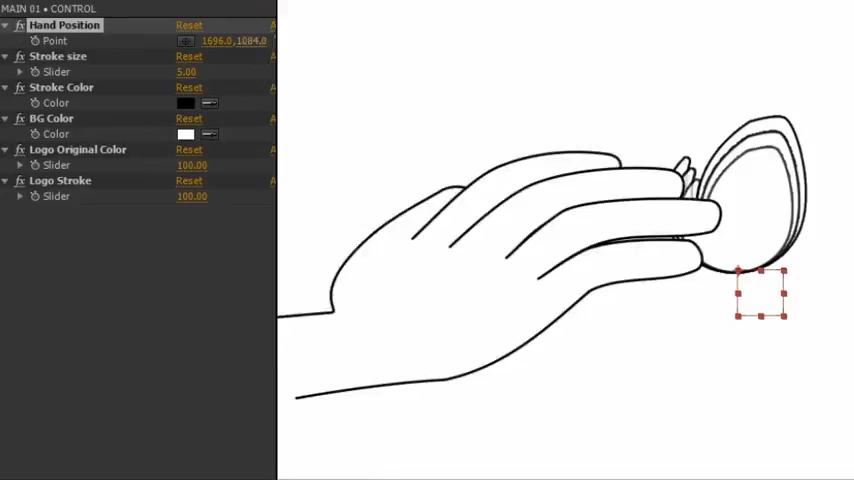 MAIN 01 • CONTROL
fx Hand Position Reset A
Point 1696.0,1084.0
fx Stroke size Reset A
Slider 5.00
fx Stroke Color Reset A
Color
fx BG Color Reset A
Color
fx Logo Original Color Reset A
Slider 100.00
fx Logo Stroke Reset A
Slider 100.00